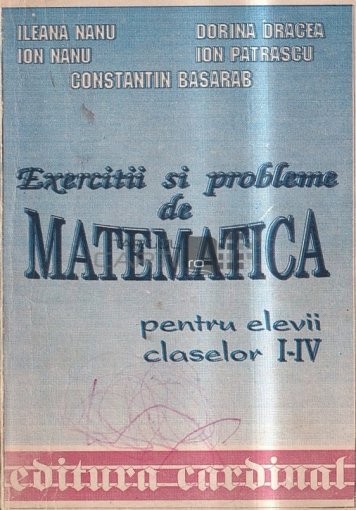 ILEANA NANU DORINA DRACEA
ION NANU ION PATRASCU
CONSTANTIN BASARAB
Exercitii si probleme
de
MATEMATICA
pentru elevii
claselor I-IV
editura cardinal